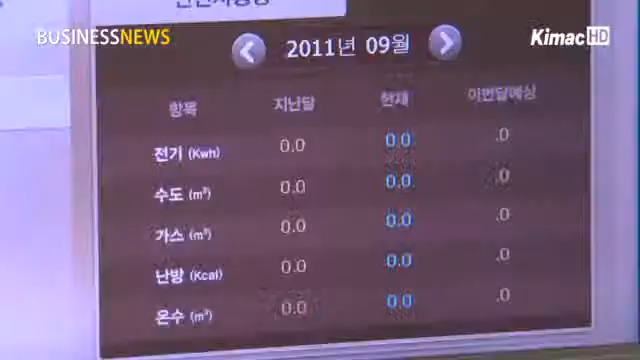 BUSINESSNEWS
KimacHD
2011년 09월
항목 지난달 현재 이번달예상
전기 (Kwh) 0.0 0.0 .0
수도 (m³) 0.0 0.0 .0
가스 (m³) 0.0 0.0 .0
난방 (Kcal) 0.0 0.0 .0
온수 (m³) 0.0 0.0 .0